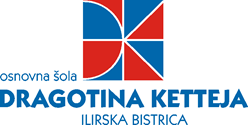 osnovna šola
DRAGOTINA KETTEJA
ILIRSKA BISTRICA